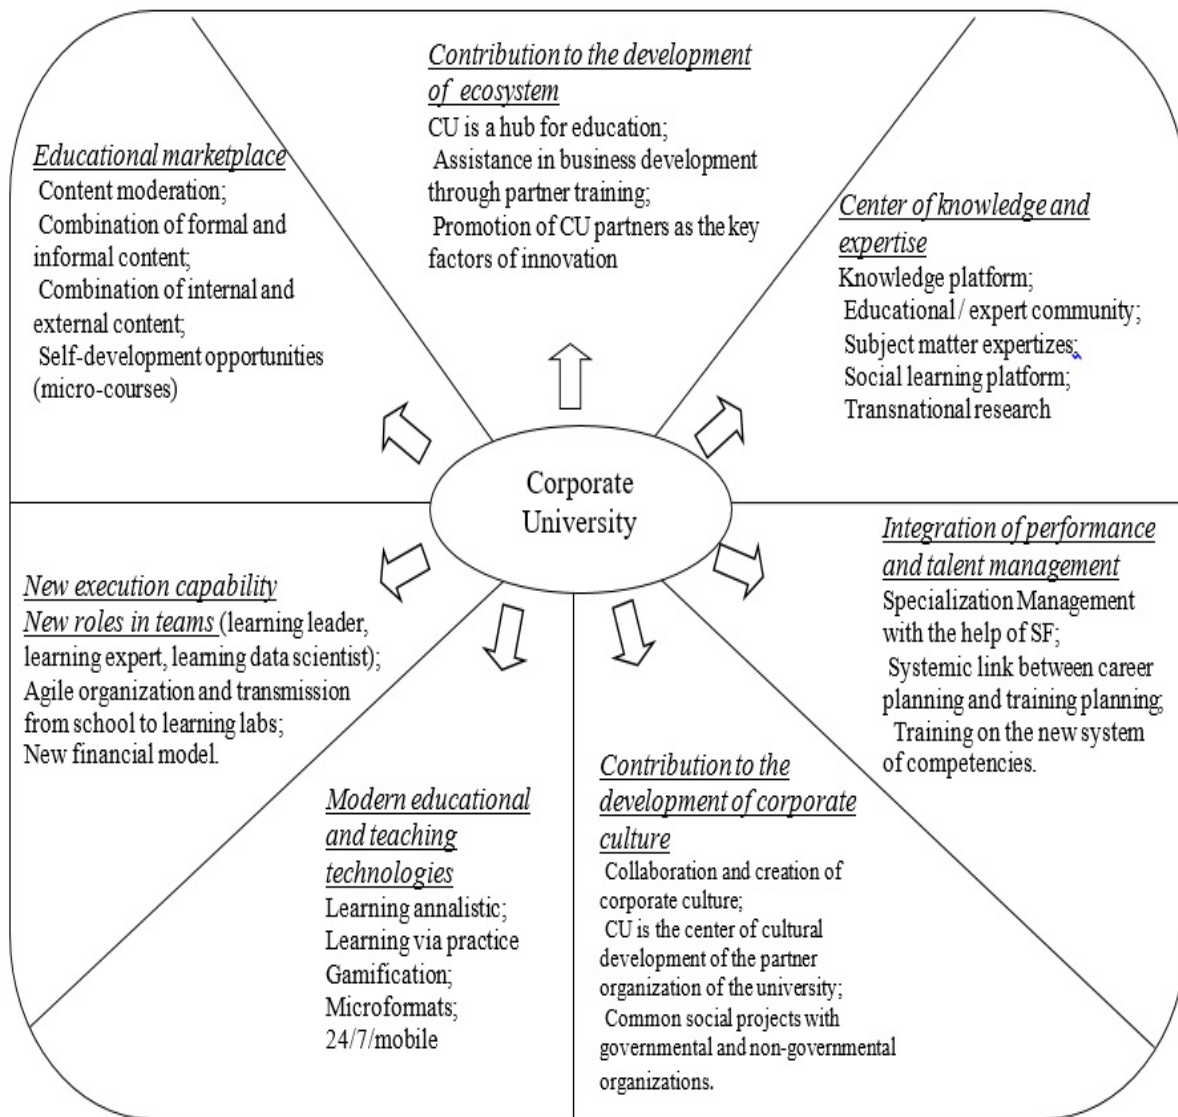 Contribution to the development
of ecosystem
CU is a hub for education;
Assistance in business development
through partner training;
Promotion of CU partners as the key
factors of innovation
Educational marketplace
Content moderation;
Combination of formal and
informal content;
Combination of internal and
external content;
Self-development opportunities
(micro-courses)
Center of knowledge and
expertise
Knowledge platform;
Educational / expert community;
Subject matter expertizes;
Social learning platform;
Transnational research
Corporate
University
Integration of performance
and talent management
Specialization Management
with the help of SF;
Systemic link between career
planning and training planning;
Training on the new system
of competencies.
New execution capability
New roles in teams (learning leader,
learning expert, learning data scientist);
Agile organization and transmission
from school to learning labs;
New financial model.
Modern educational
and teaching
technologies
Learning annalistic;
Learning via practice
Gamification;
Microformats;
24/7/mobile
Contribution to the
development of corporate
culture
Collaboration and creation of
corporate culture;
CU is the center of cultural
development of the partner
organization of the university;
Common social projects with
governmental and non-governmental
organizations.